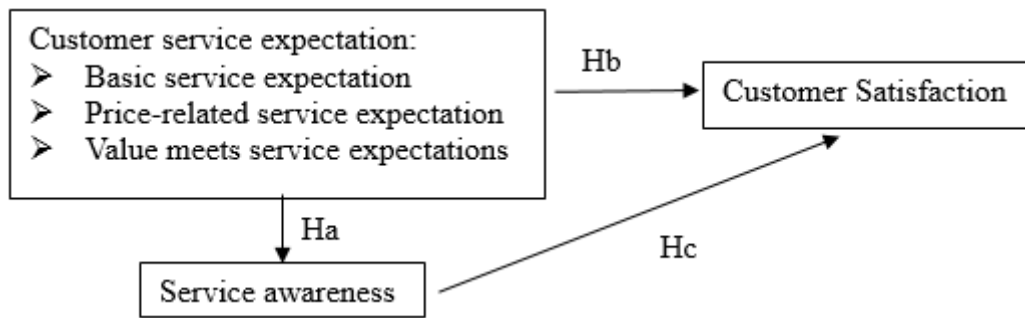 Customer service expectation:
➢ Basic service expectation
➢ Price-related service expectation
➢ Value meets service expectations
Hb
Customer Satisfaction
Ha
Hc
Service awareness